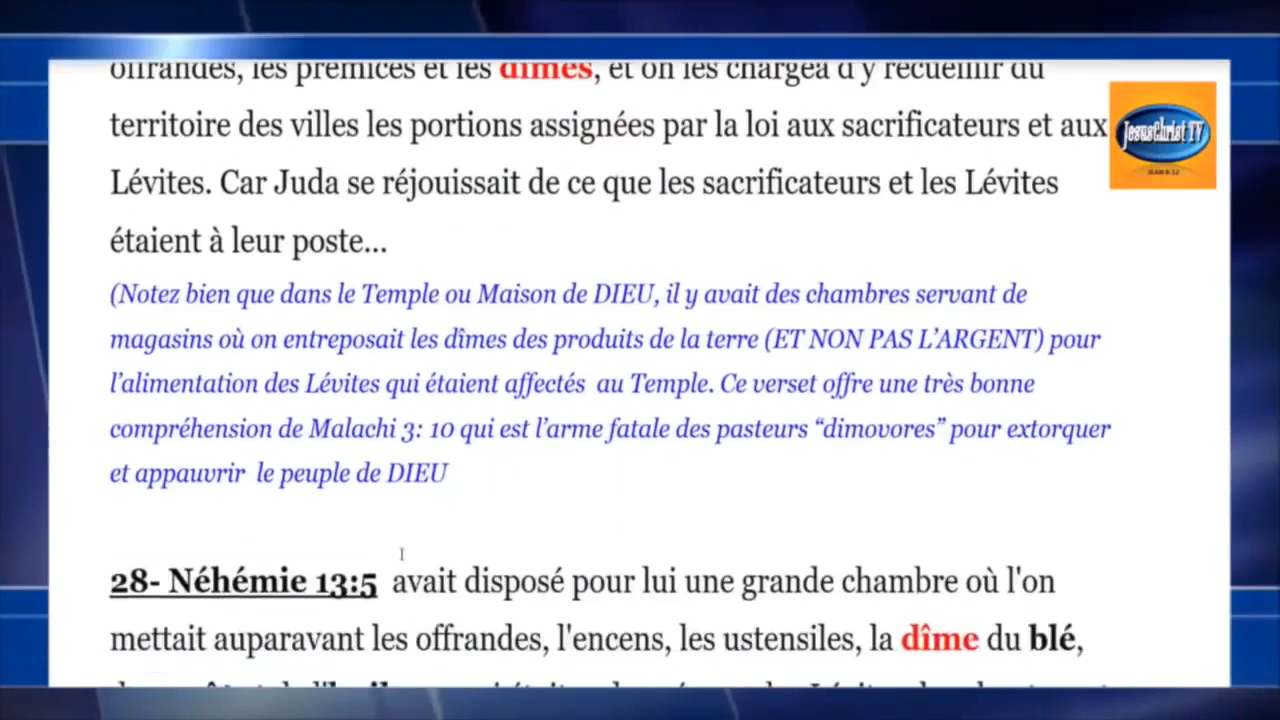 offrandes, les prémices et les dîmes, et on les chargea d'y recueillir du
territoire des villes les portions assignées par la loi aux sacrificateurs et aux
JesusChrist TV
JEAN 8:12
Lévites. Car Juda se réjouissait de ce que les sacrificateurs et les Lévites
étaient à leur poste...
(Notez bien que dans le Temple ou Maison de DIEU, il y avait des chambres servant de
magasins où on entreposait les dîmes des produits de la terre (ET NON PAS L'ARGENT) pour
l'alimentation des Lévites qui étaient affectés au Temple. Ce verset offre une très bonne
compréhension de Malachi 3: 10 qui est l'arme fatale des pasteurs “dimovores” pour extorquer
et appauvrir le peuple de DIEU
28- Néhémie 13:5 avait disposé pour lui une grande chambre où l'on
mettait auparavant les offrandes, l'encens, les ustensiles, la dîme du blé,